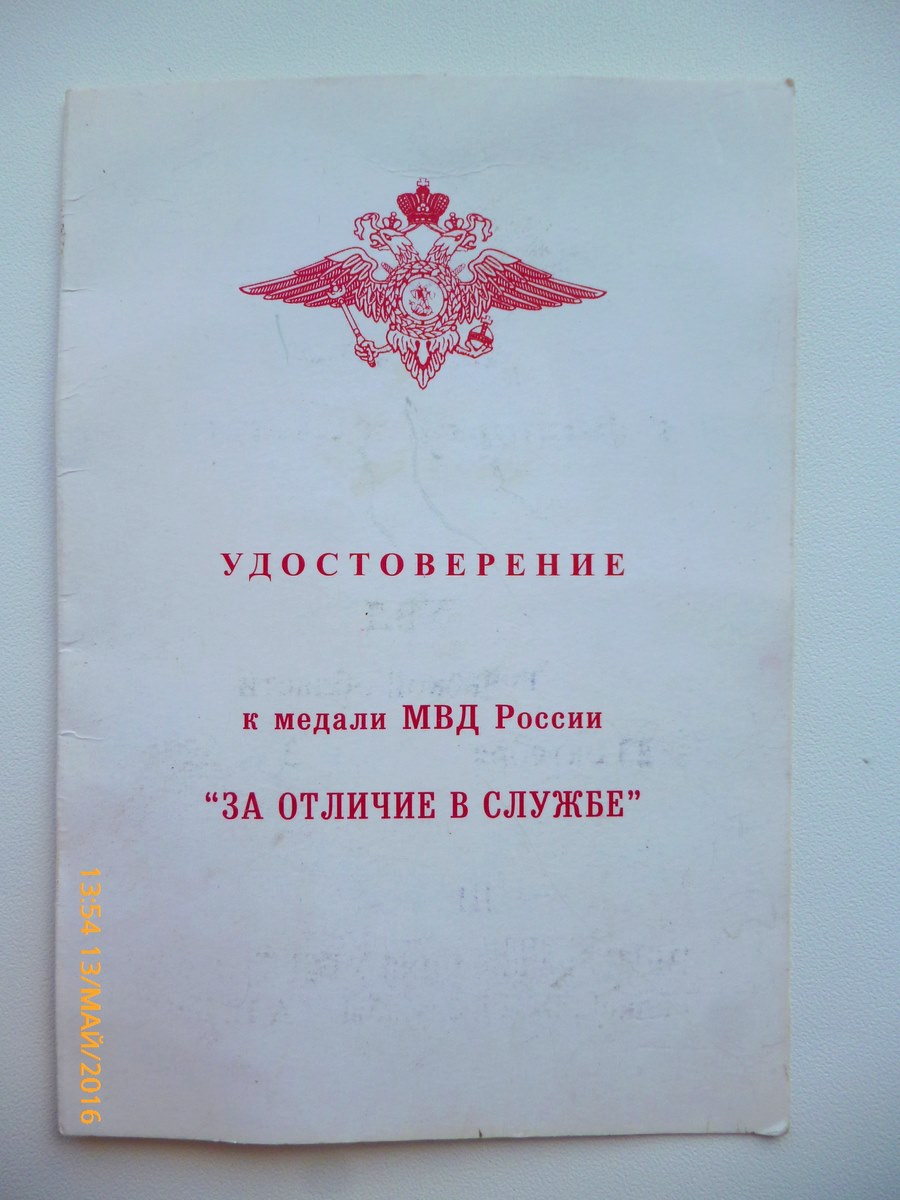 УДОСТОВЕРЕНИЕ
к медали МВД России
“ЗА ОТЛИЧИЕ В СЛУЖБЕ”
13:54 13/МАЙ/2016